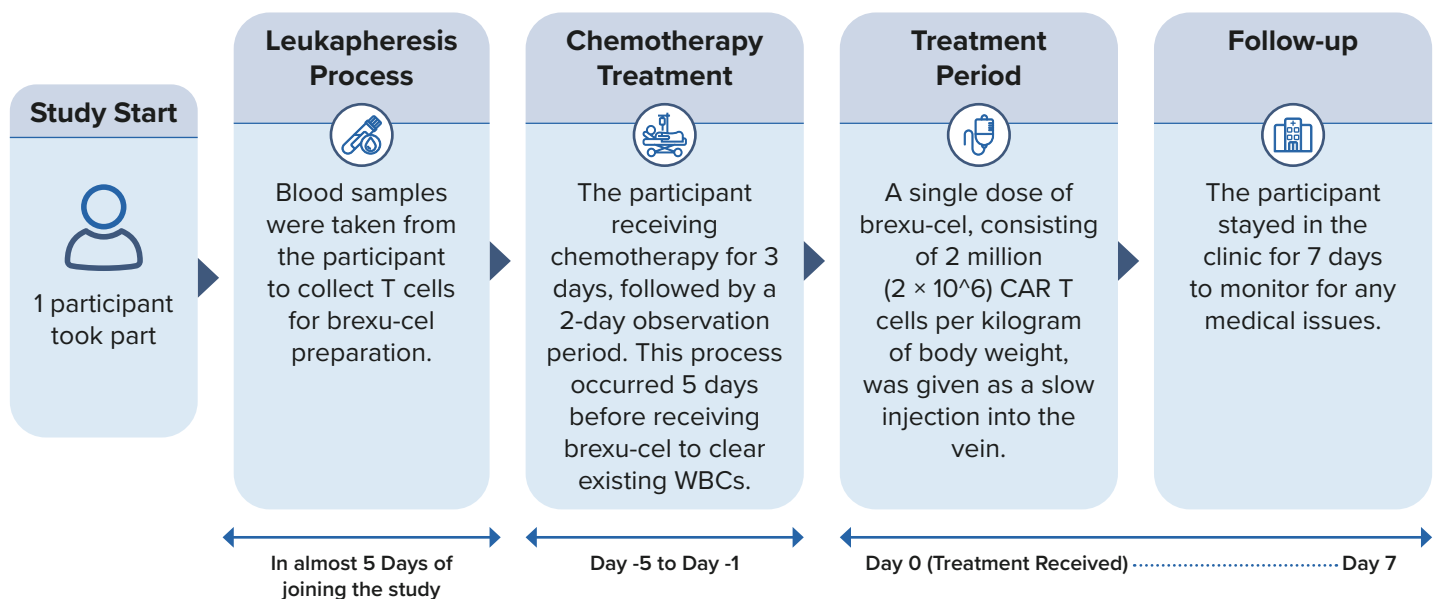 Study Start
1 participant
took part
Leukapheresis
Process
Blood samples
were taken from
the participant
to collect T cells
for brexu-cel
preparation.
In almost 5 Days of
joining the study
Chemotherapy
Treatment
The participant
receiving
chemotherapy for 3
days, followed by a
2-day observation
period. This process
occurred 5 days
before receiving
brexu-cel to clear
existing WBCs.
Day -5 to Day -1
Treatment
Period
A single dose of
brexu-cel, consisting
of 2 million
(2 × 10^6) CAR T
cells per kilogram
of body weight,
was given as a slow
injection into the
vein.
Follow-up
The participant
stayed in the
clinic for 7 days
to monitor for any
medical issues.
Day 0 (Treatment Received) Day 7